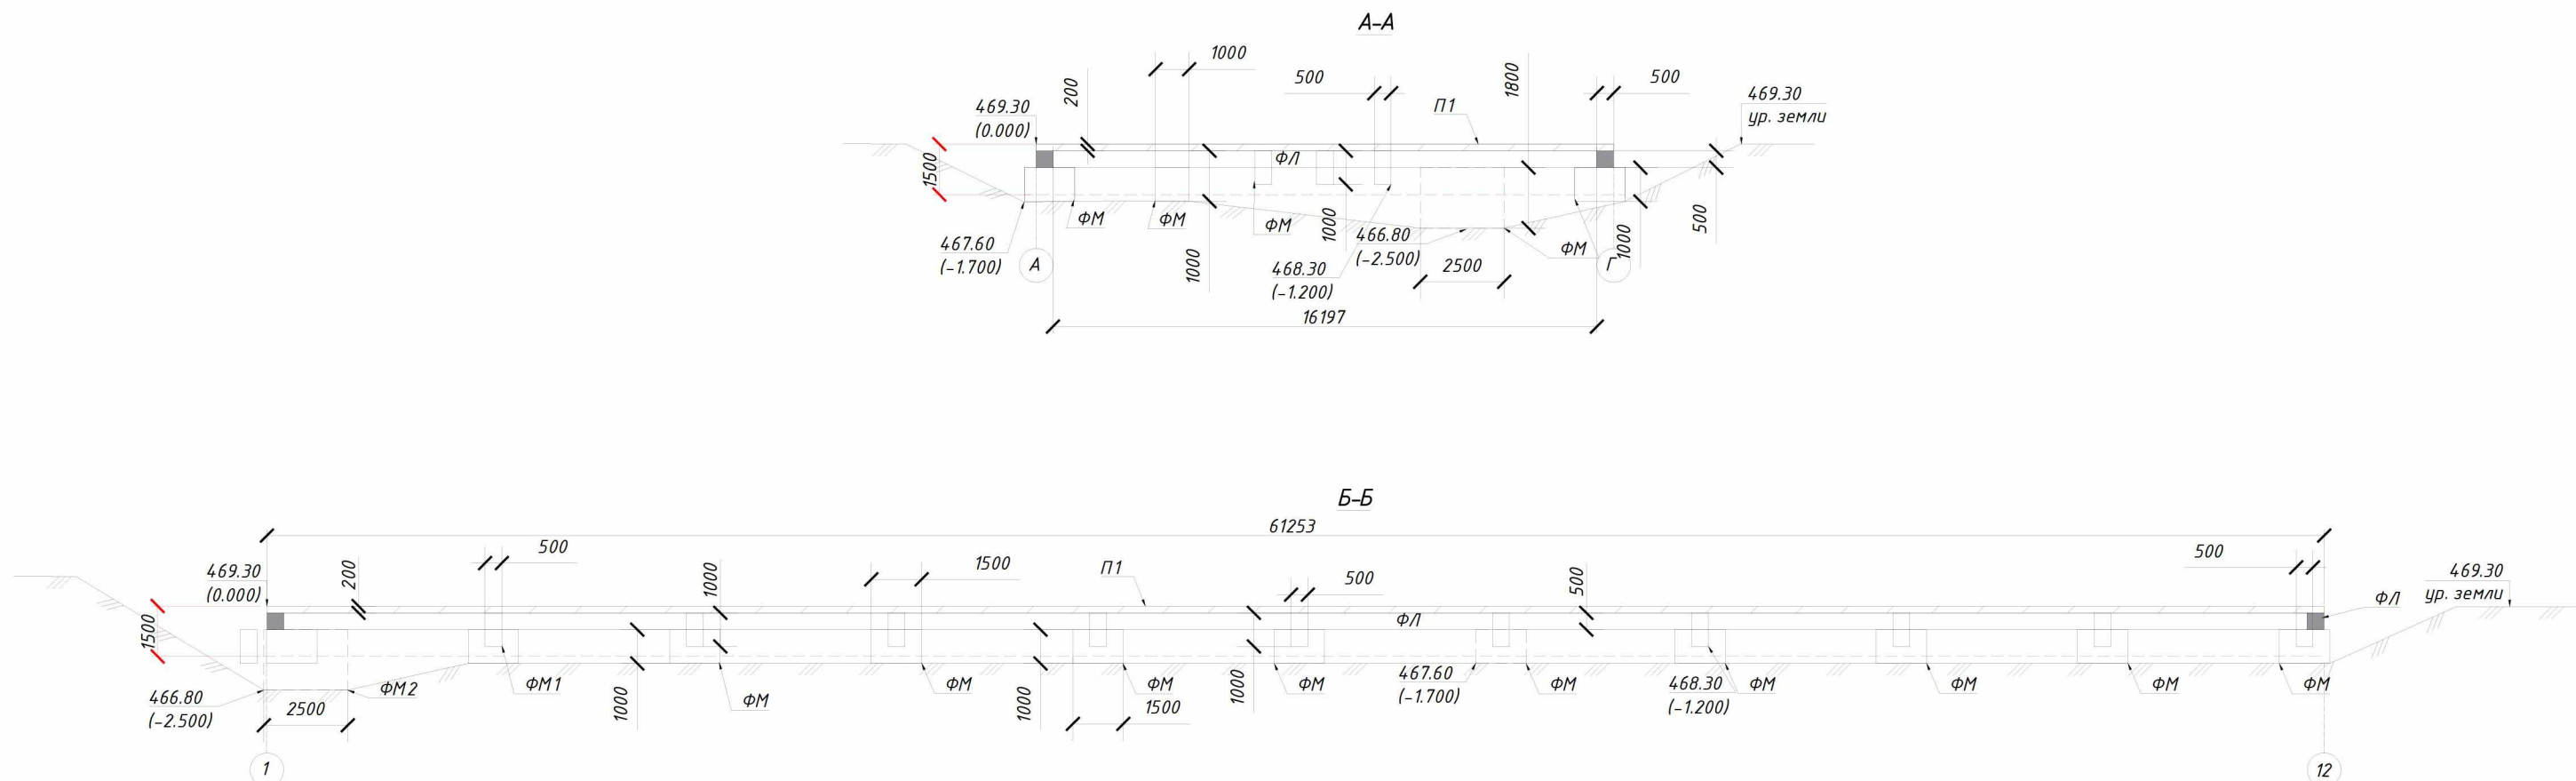 А-А
1000
500
1800
500
200
469.30
(0.000)
П1
469.30
ур. земли
1500
ФЛ
ФМ
ФМ
ФМ
1000
500
467.60
(-1.700)
А
1000
466.80
(-2.500)
ФМ
Г
1000
468.30
(-1.200)
2500
16197
Б-Б
61253
500
1000
1500
П1
500
500
500
469.30
(0.000)
200
469.30
ур. земли
ФЛ
1500
ФЛ
466.80
(-2.500)
ФМ2
ФМ1
1000
ФМ
ФМ
1000
ФМ
1000
ФМ
467.60
(-1.700)
ФМ
468.30
(-1.200)
ФМ
ФМ
ФМ
ФМ
2500
1500
1
12